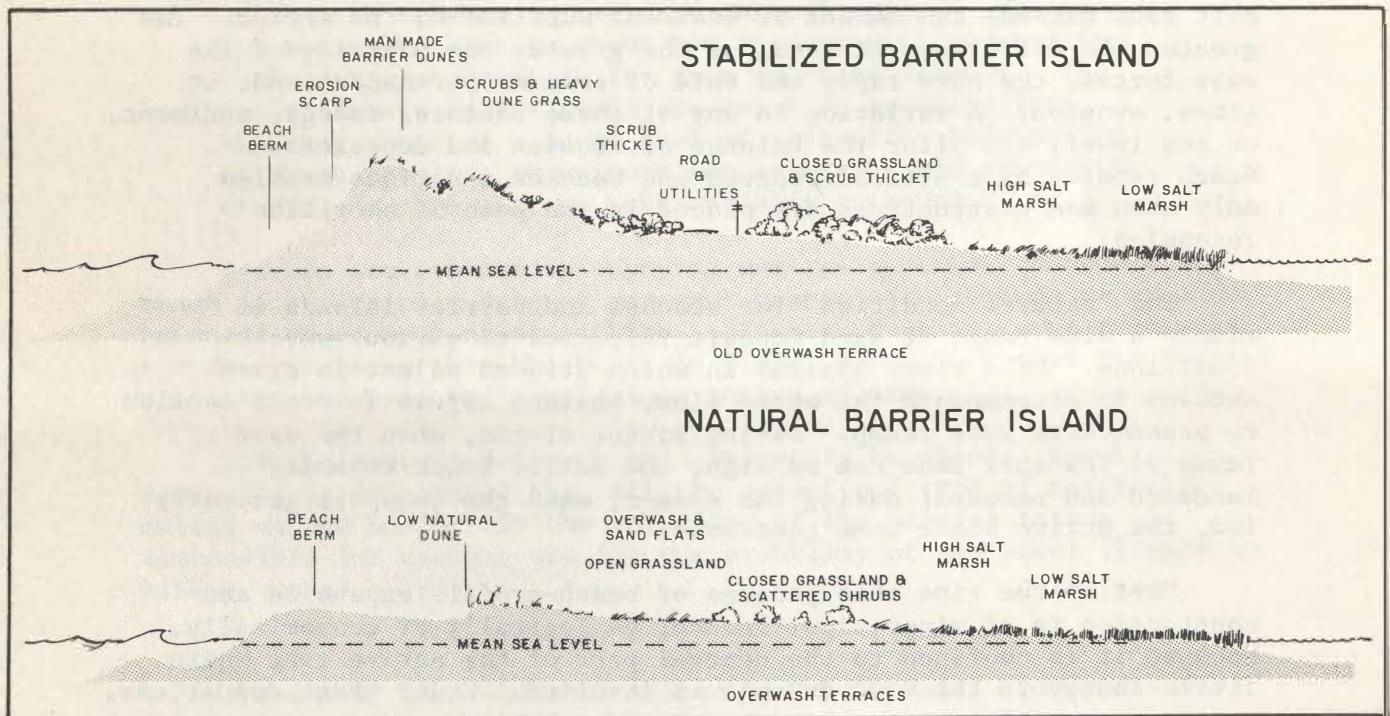 STABILIZED BARRIER ISLAND
MAN MADE
BARRIER DUNES
EROSION
SCARP
SCRUBS & HEAVY
DUNE GRASS
BEACH
BERM
SCRUB
THICKET
ROAD
&
UTILITIES
CLOSED GRASSLAND
& SCRUB THICKET
HIGH SALT
MARSH
LOW SALT
MARSH
MEAN SEA LEVEL
OLD OVERWASH TERRACE
NATURAL BARRIER ISLAND
BEACH
BERM
LOW NATURAL
DUNE
OVERWASH &
SAND FLATS
OPEN GRASSLAND
CLOSED GRASSLAND &
SCATTERED SHRUBS
HIGH SALT
MARSH
LOW SALT
MARSH
MEAN SEA LEVEL
OVERWASH TERRACES